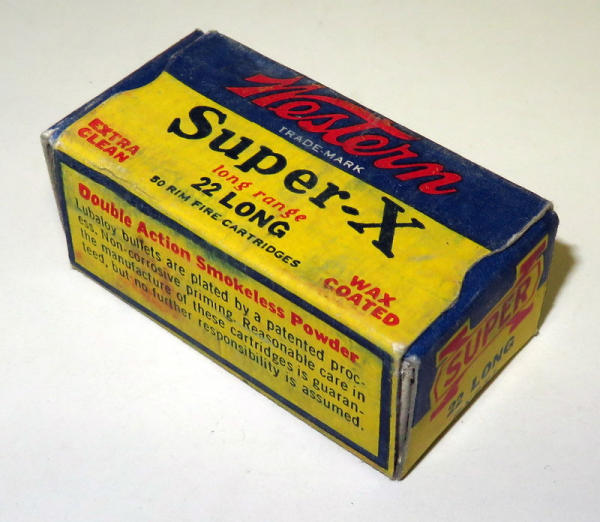 Western
TRADE-MARK
Super-X
EXTRA
CLEAN
long range
22 LONG
50 RIM FIRE CARTRIDGES
WAX
COATED
Double Action Smokeless Powder
Lubaloy bullets are plated by a patented proc-
ess. Non-corrosive priming. Reasonable care in
the manufacture of these cartridges is guaran-
teed, but no further responsibility is assumed.
SUPER
22 LONG